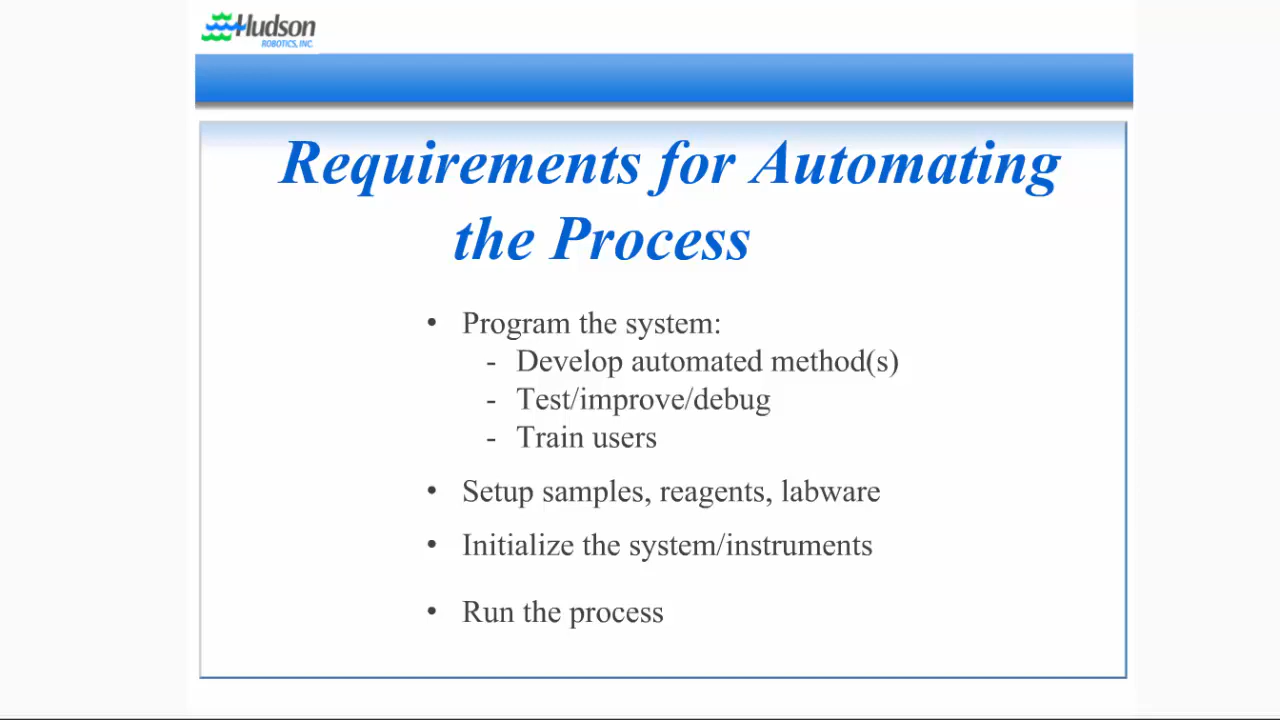 Hudson
ROBOTICS, INC.
Requirements for Automating
the Process
• Program the system:
- Develop automated method(s)
- Test/improve/debug
- Train users
• Setup samples, reagents, labware
• Initialize the system/instruments
• Run the process